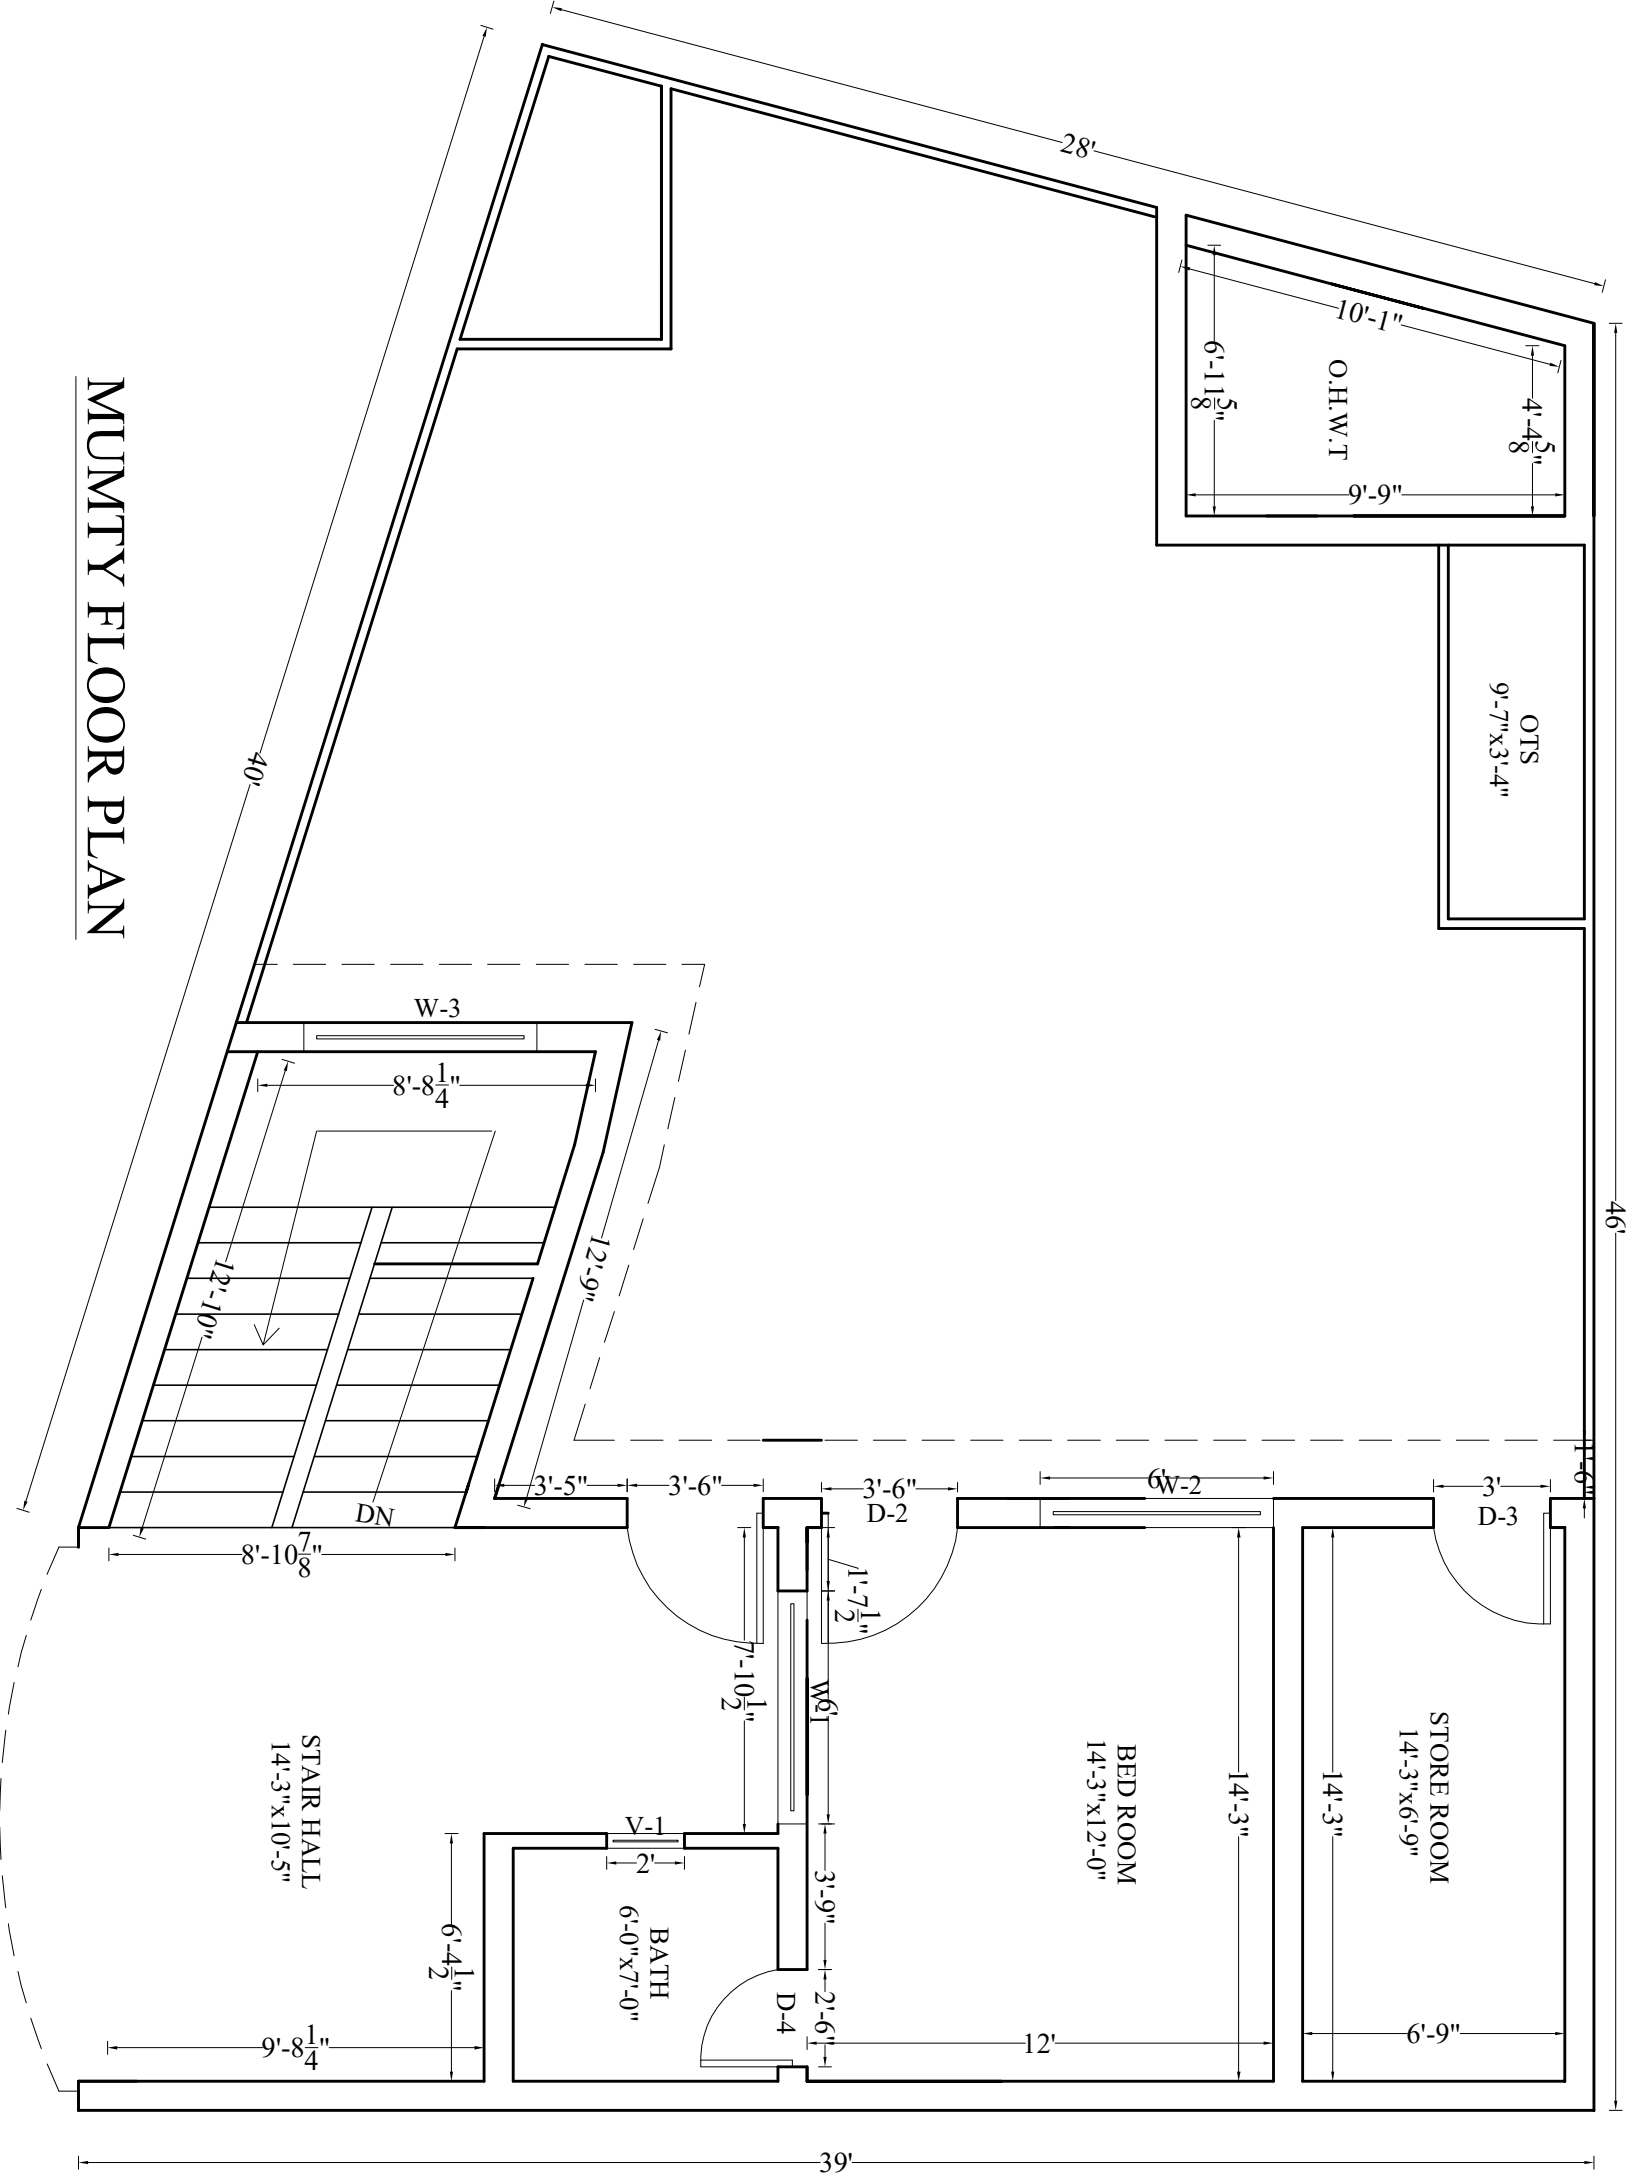 28'
10'-1"
6'-11 5/8"
O.H.W.T
4'-4 5/8"
9'-9"
OTS
9'-7"x3'-4"
46'
40'
MUMTY FLOOR PLAN
W-3
8'-8 1/4"
12'-9"
12'-10"
DN
8'-10 7/8"
3'-5"
3'-6"
3'-6"
D-2
6'
W-2
3'
D-3
1'-6"
1'-7 1/2"
7'-10 1/2"
W-1
6'
STAIR HALL
14'-3"x10'-5"
BED ROOM
14'-3"x12'-0"
14'-3"
14'-3"
STORE ROOM
14'-3"x6'-9"
V-1
2'
3'-9"
BATH
6'-0"x7'-0"
6'-4 1/2"
D-4
2'-6"
9'-8 1/4"
12'
6'-9"
39'